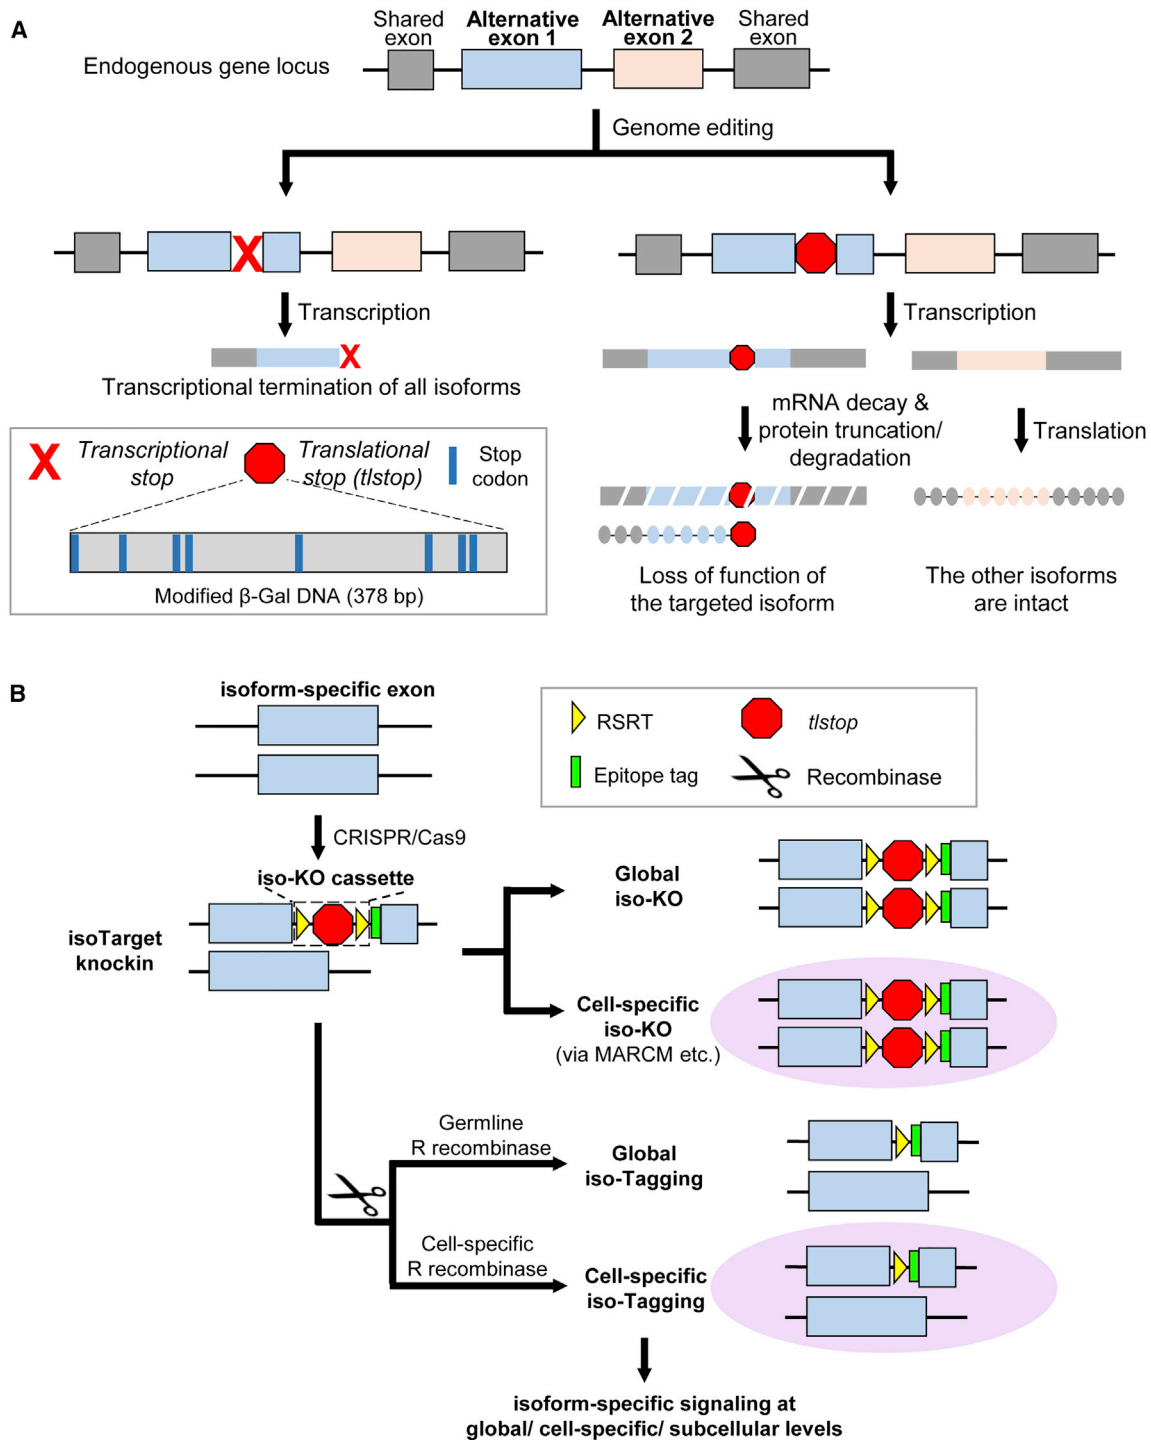 A
Shared
exon
Alternative
exon 1
Alternative
exon 2
Shared
exon
Endogenous gene locus
Genome editing
X
Transcription
X
Transcriptional termination of all isoforms
Transcription
mRNA decay &
protein truncation/
degradation
Translation
Loss of function of
the targeted isoform
The other isoforms
are intact
X
Transcriptional
stop
Translational
stop (tlstop)
Stop
codon
Modified β-Gal DNA (378 bp)
B
isoform-specific exon
RSRT
tlstop
Epitope tag
Recombinase
CRISPR/Cas9
iso-KO cassette
isoTarget
knockin
Global
iso-KO
Cell-specific
iso-KO
(via MARCM etc.)
Germline
R recombinase
Global
iso-Tagging
Cell-specific
R recombinase
Cell-specific
iso-Tagging
isoform-specific signaling at
global/ cell-specific/ subcellular levels